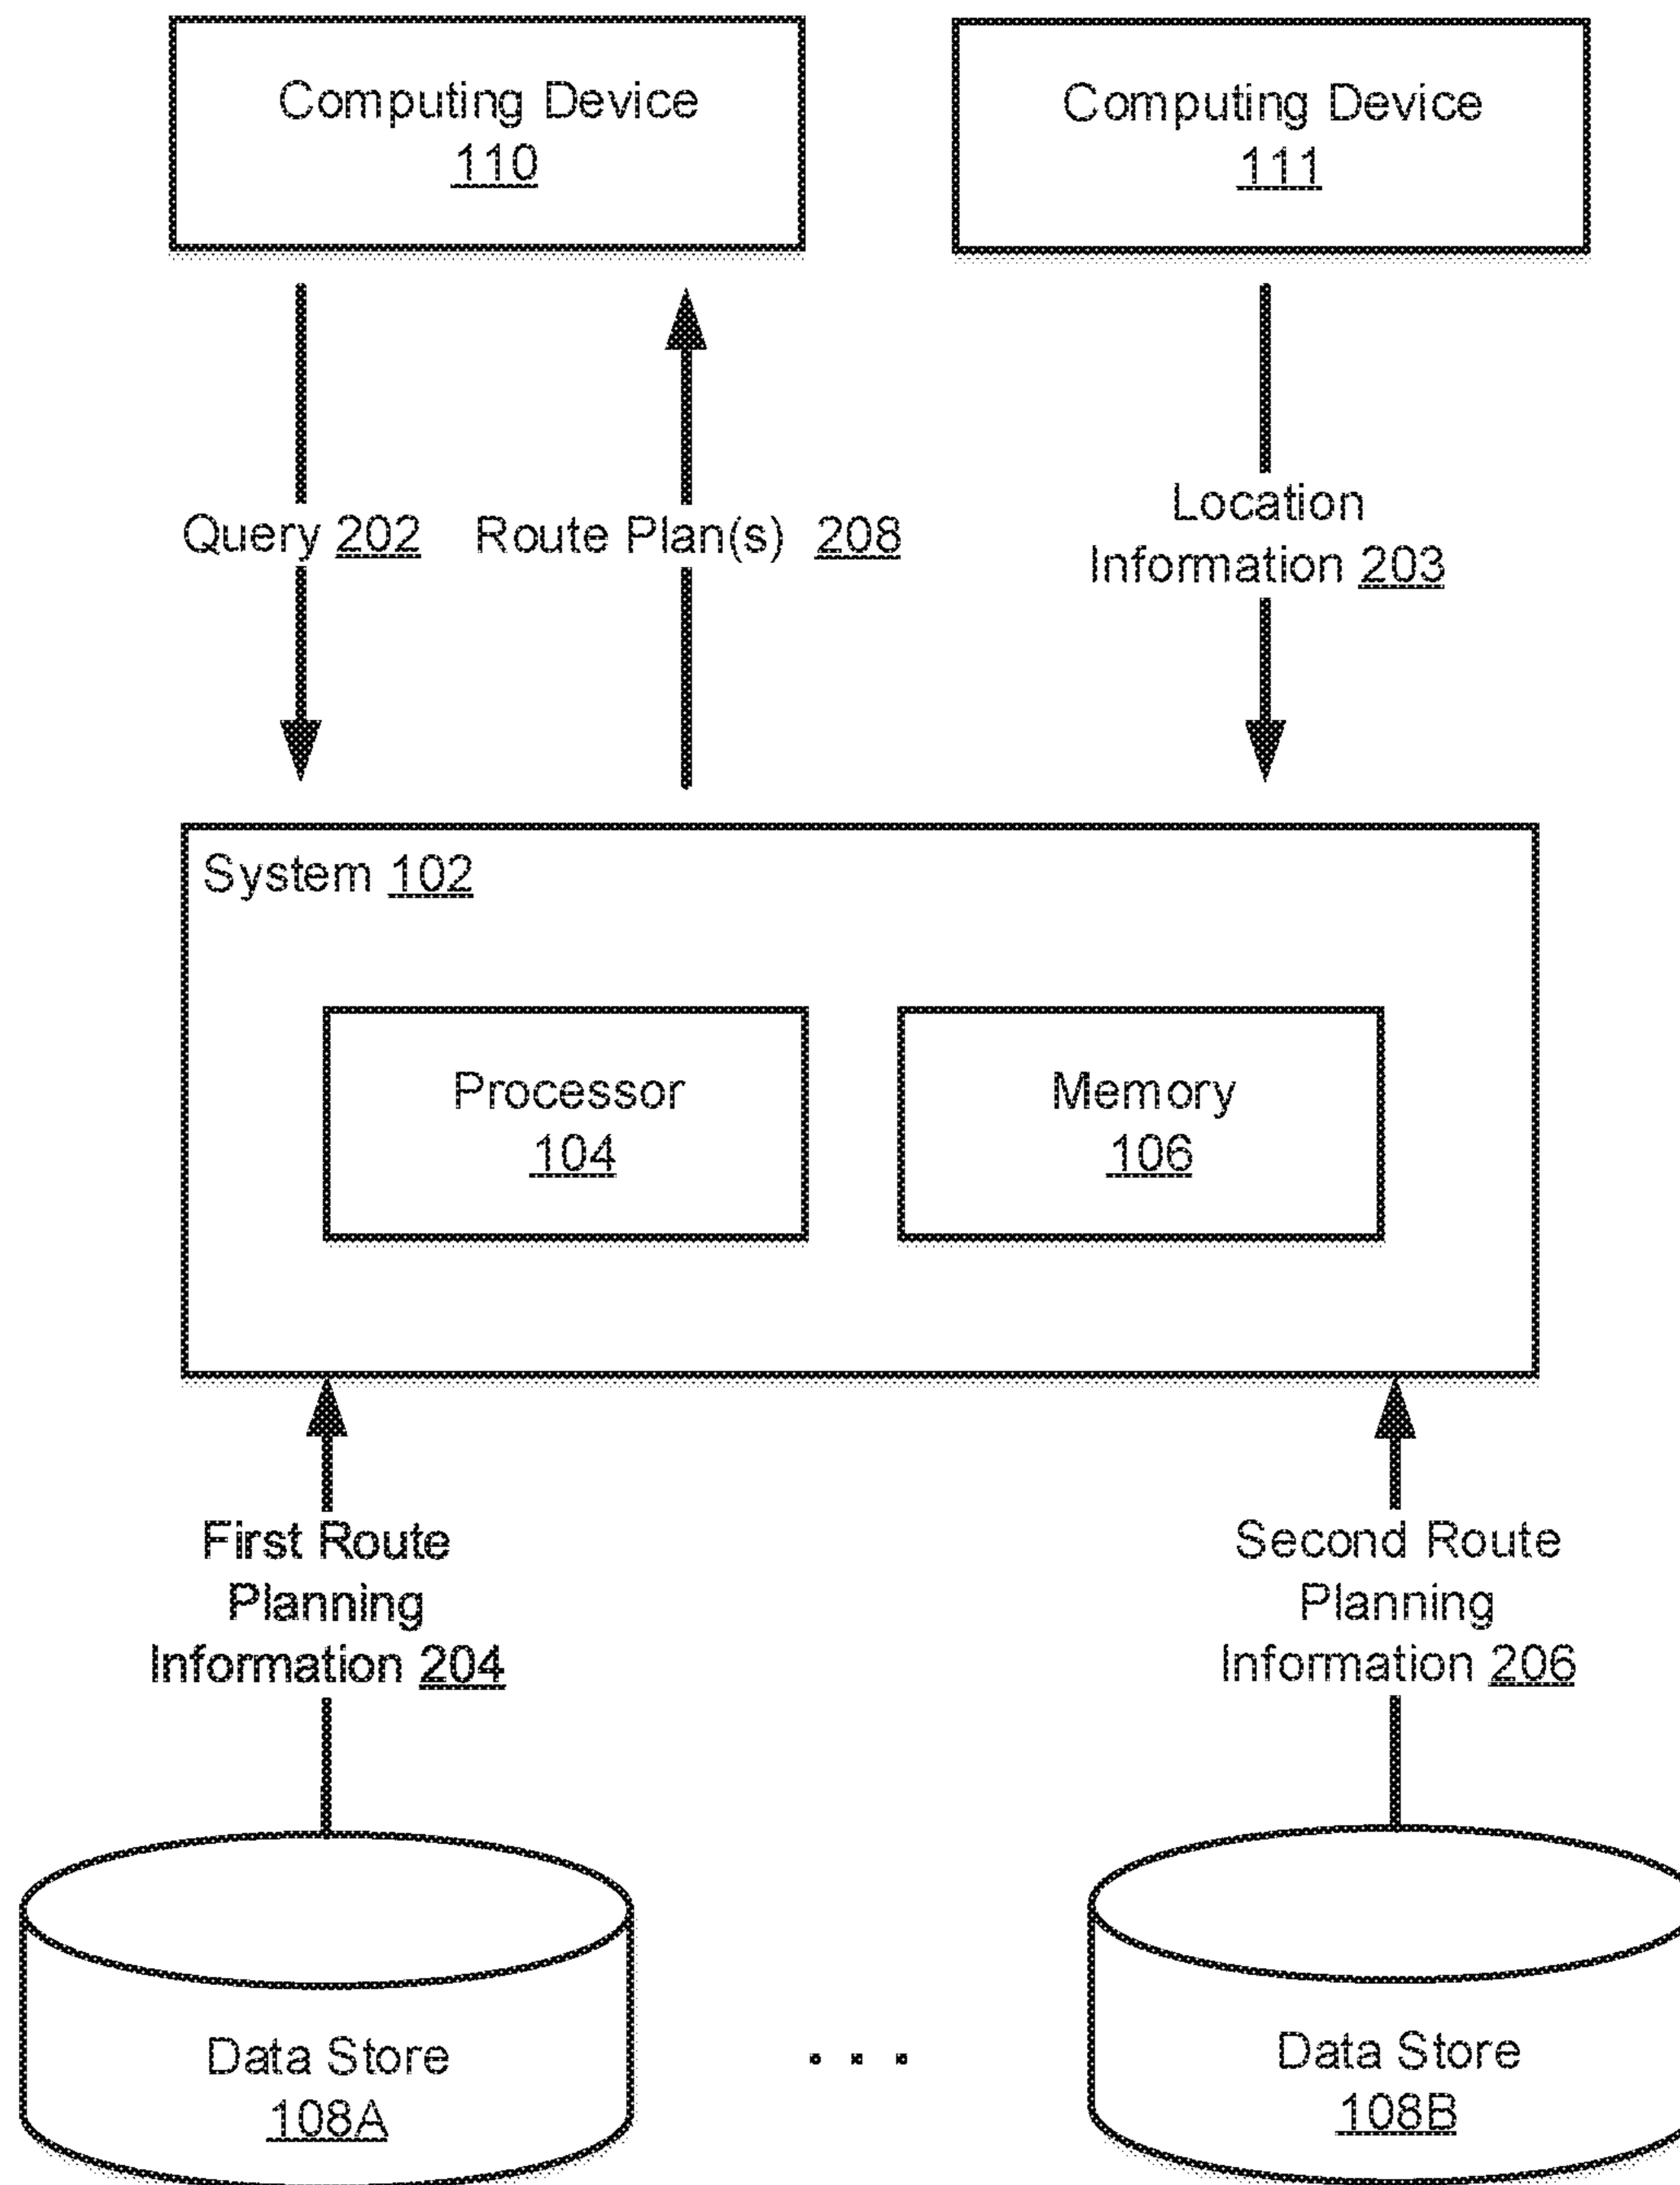 Computing Device
110
Computing Device
111
Query 202
Route Plan(s) 208
Location
Information 203
System 102
Processor
104
Memory
106
First Route
Planning
Information 204
Second Route
Planning
Information 206
Data Store
108A
. . .
Data Store
108B